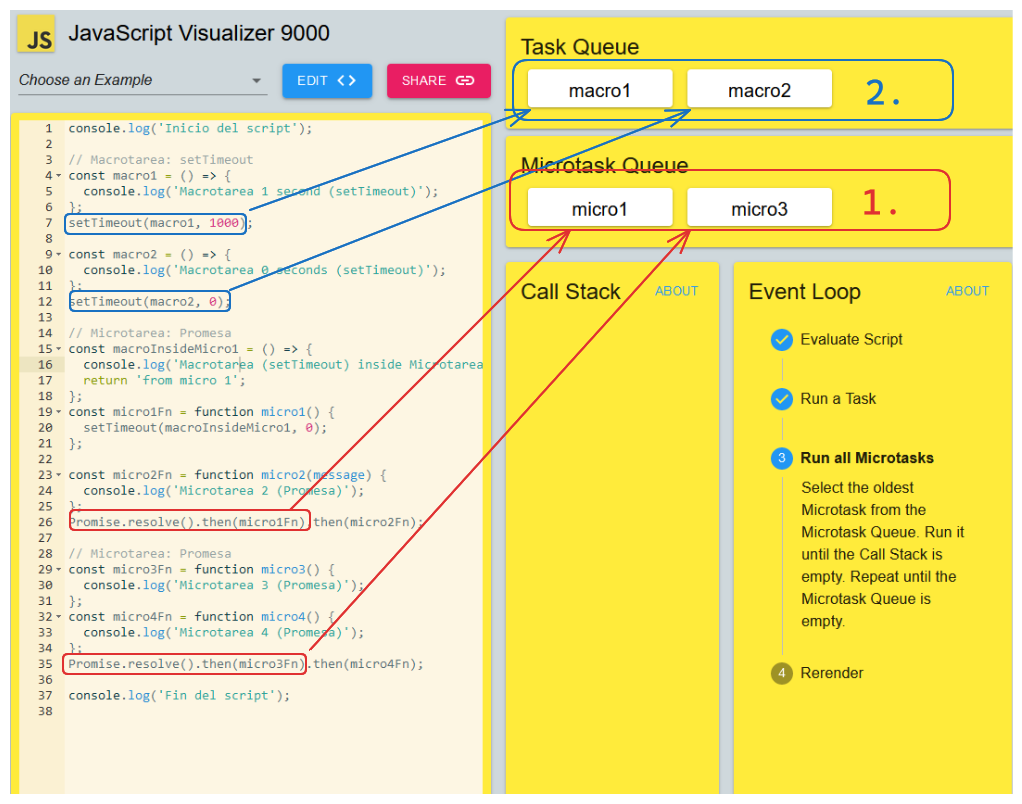 JS JavaScript Visualizer 9000
Choose an Example
EDIT <>
SHARE
1 console.log('Inicio del script');
2
3 // Macrotarea: setTimeout
4 const macro1 = () => {
5 console.log('Macrotarea 1 second (setTimeout)');
6 };
7 setTimeout(macro1, 1000);
8
9 const macro2 = () => {
10 console.log('Macrotarea 0 seconds (setTimeout)');
11 };
12 setTimeout(macro2, 0);
13
14 // Microtarea: Promesa
15 const macroInsideMicro1 = () => {
16 console.log('Macrotarea (setTimeout) inside Microtarea
17 return 'from micro 1';
18 };
19 const micro1Fn = function micro1() {
20 setTimeout(macroInsideMicro1, 0);
21 };
22
23 const micro2Fn = function micro2(message) {
24 console.log('Microtarea 2 (Promesa)');
25 };
26 Promise.resolve().then(micro1Fn).then(micro2Fn);
27
28 // Microtarea: Promesa
29 const micro3Fn = function micro3() {
30 console.log('Microtarea 3 (Promesa)');
31 };
32 const micro4Fn = function micro4() {
33 console.log('Microtarea 4 (Promesa)');
34 };
35 Promise.resolve().then(micro3Fn).then(micro4Fn);
36
37 console.log('Fin del script');
38
Task Queue
macro1 macro2 2.
Microtask Queue
micro1 micro3 1.
Call Stack ABOUT
Event Loop ABOUT
Evaluate Script
Run a Task
3 Run all Microtasks
Select the oldest
Microtask from the
Microtask Queue. Run it
until the Call Stack is
empty. Repeat until the
Microtask Queue is
empty.
4 Rerender